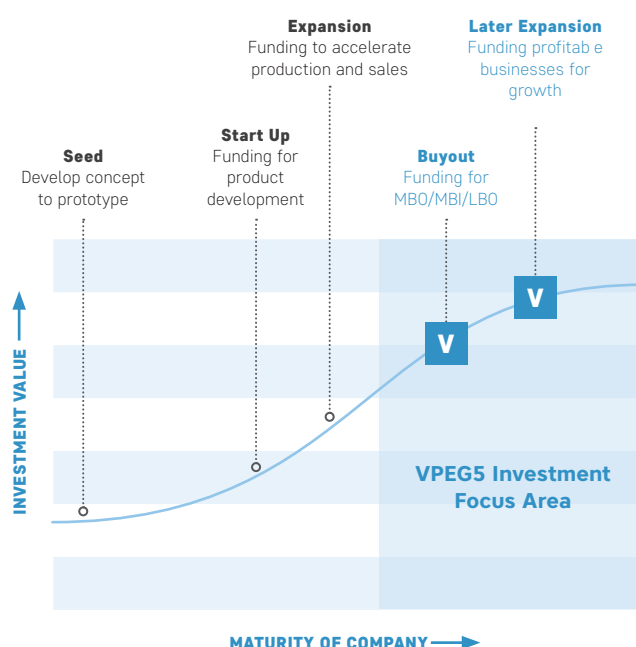 Expansion
Funding to accelerate
production and sales
Later Expansion
Funding profitab e
businesses for
growth
Seed
Develop concept
to prototype
Start Up
Funding for
product
development
Buyout
Funding for
MBO/MBI/LBO
V
V
INVESTMENT VALUE
VPEG5 Investment
Focus Area
MATURITY OF COMPANY